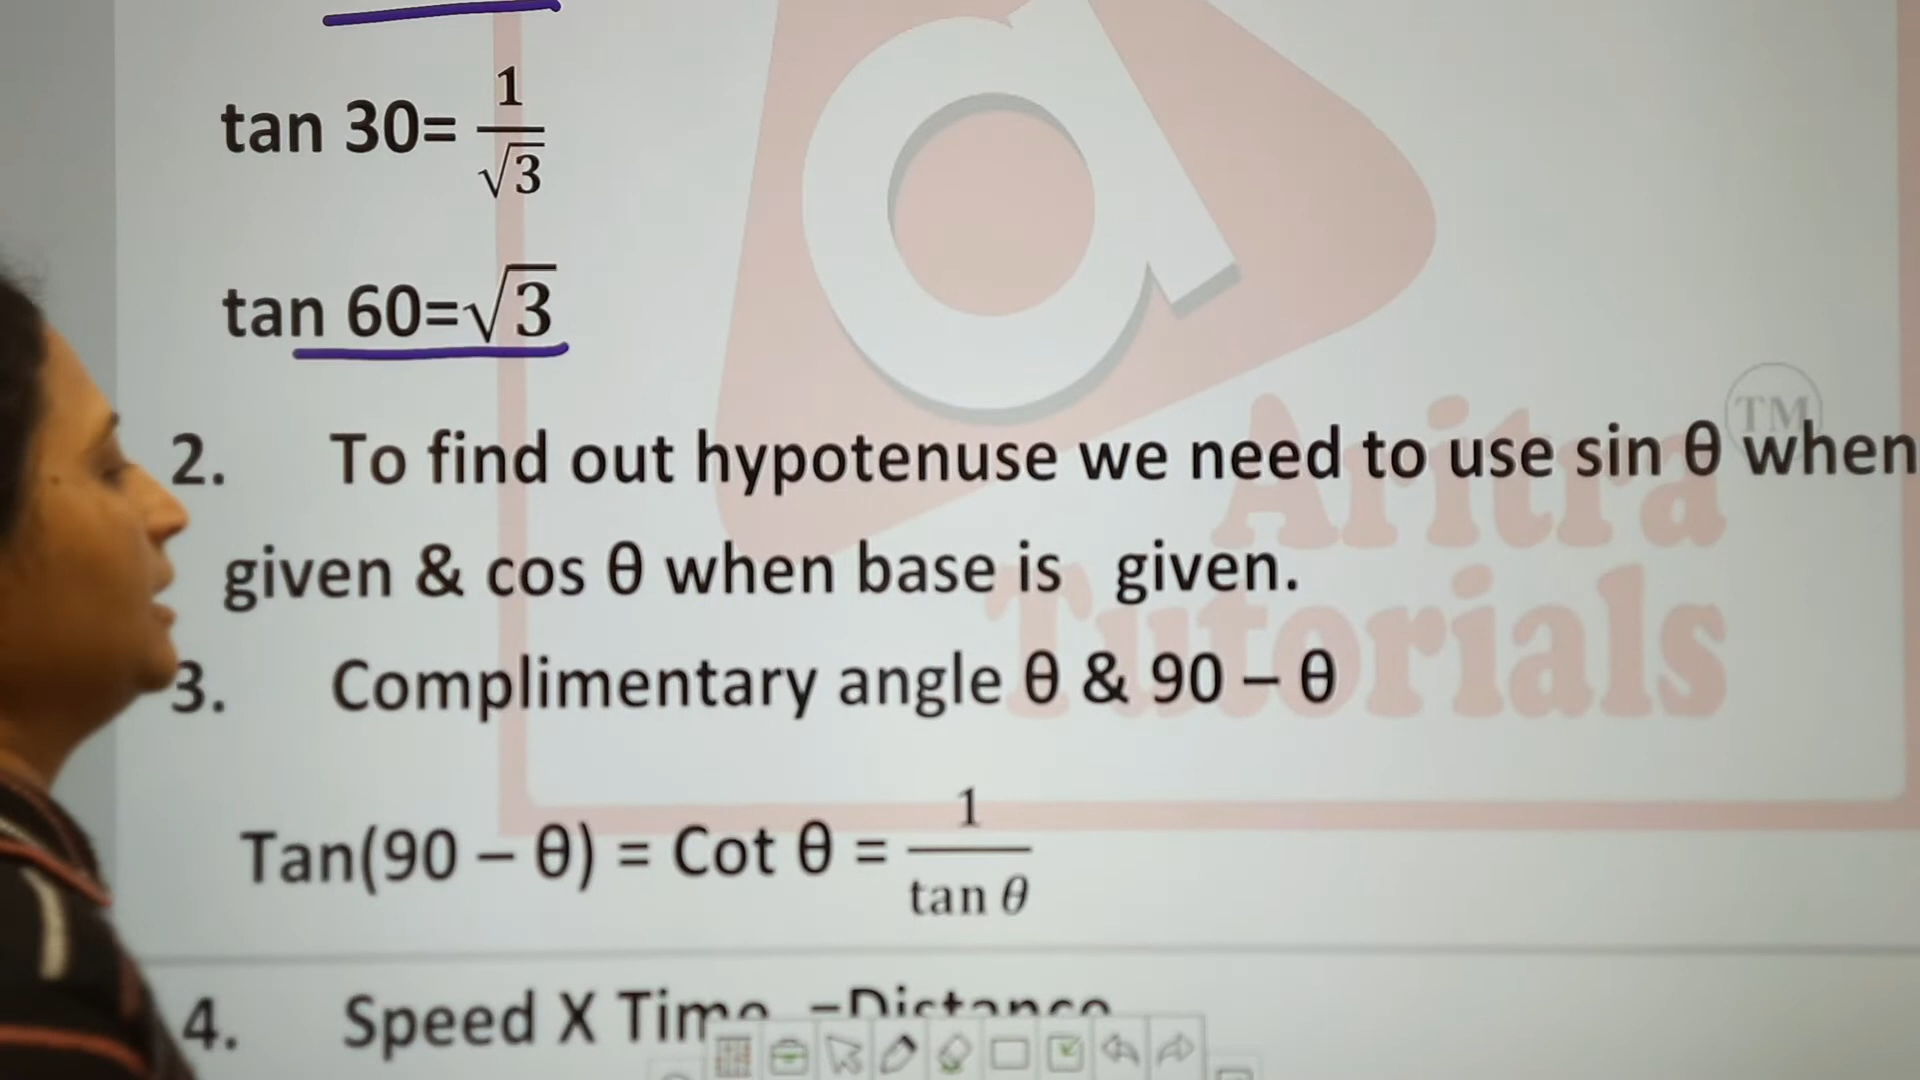 tan 30= 1/√3
tan 60=√3
TM
2. To find out hypotenuse we need to use sin θ when
given & cos θ when base is given.
Aritra
Tutorials
3. Complimentary angle θ & 90 – θ
Tan(90 – θ) = Cot θ = 1/tan θ
4. Speed X Time =Distance